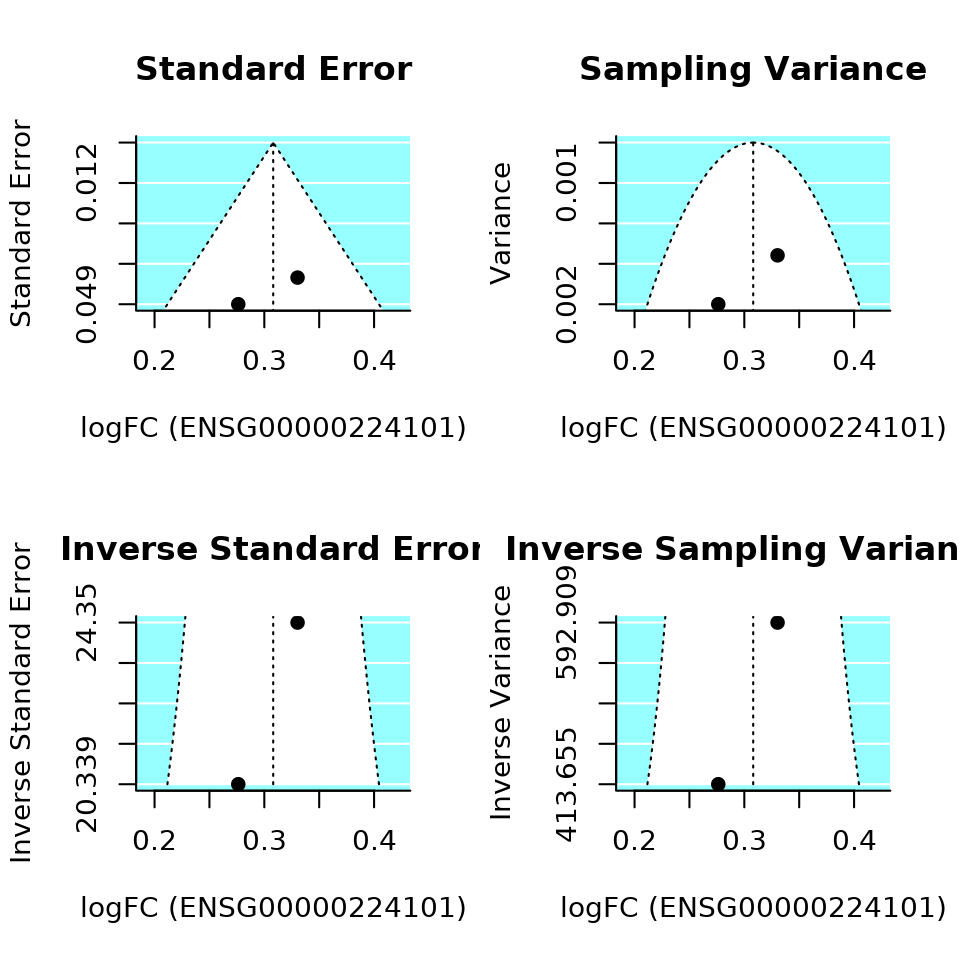 Standard Error
Standard Error
0.012
0.049
0.2 0.3 0.4
logFC (ENSG00000224101)
Sampling Variance
Variance
0.001
0.002
0.2 0.3 0.4
logFC (ENSG00000224101)
Inverse Standard Error
Inverse Standard Error
24.35
20.339
0.2 0.3 0.4
logFC (ENSG00000224101)
Inverse Sampling Varian
Inverse Variance
592.909
413.655
0.2 0.3 0.4
logFC (ENSG00000224101)